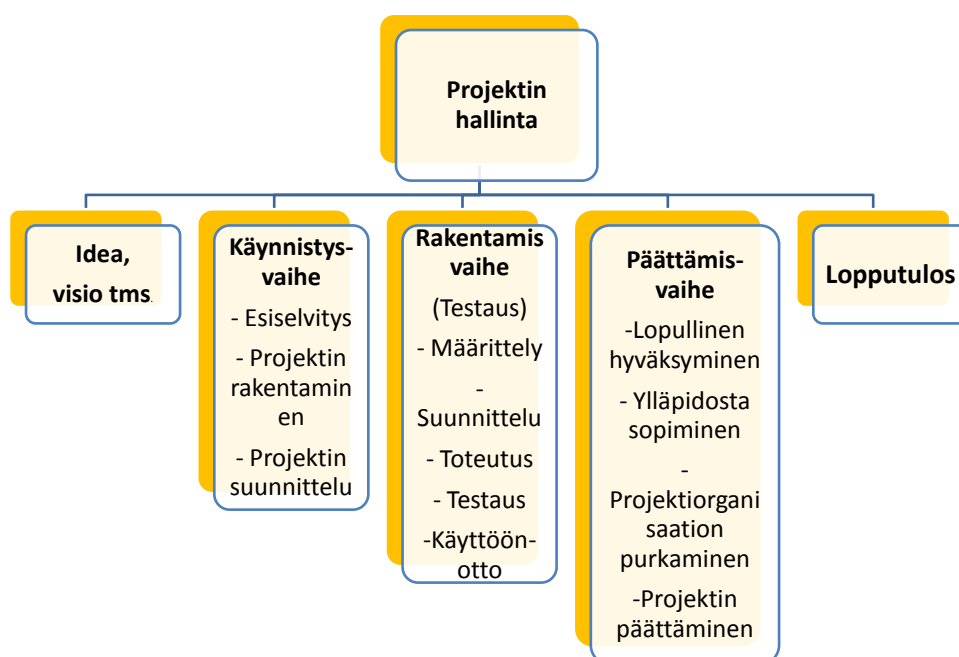 Projektin
hallinta
Idea,
visio tms.
Käynnistys-
vaihe
- Esiselvitys
- Projektin
rakentamin
en
- Projektin
suunnittelu
Rakentamis
vaihe
(Testaus)
- Määrittely
-
Suunnittelu
- Toteutus
- Testaus
-Käyttöön-
otto
Päättämis-
vaihe
-Lopullinen
hyväksyminen
- Ylläpidosta
sopiminen
-
Projektiorgani
saation
purkaminen
-Projektin
päättäminen
Lopputulos